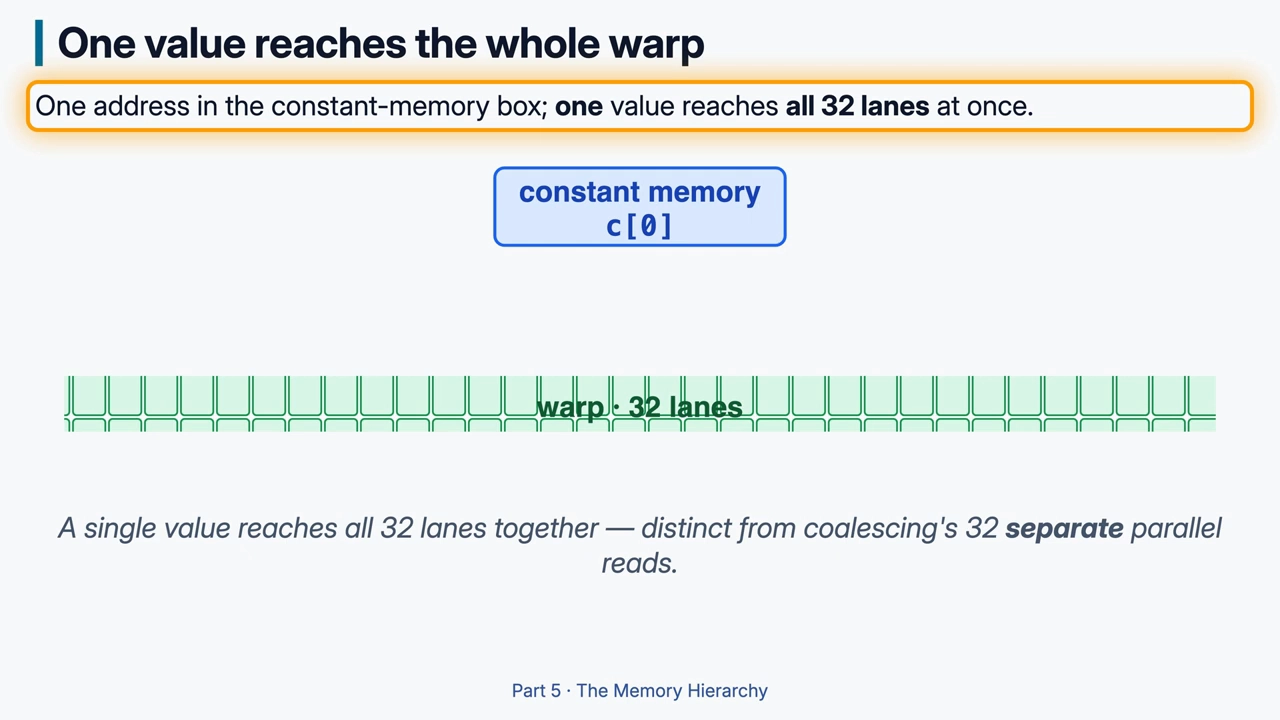 One value reaches the whole warp
One address in the constant-memory box; one value reaches all 32 lanes at once.
constant memory
c[0]
warp · 32 lanes
A single value reaches all 32 lanes together — distinct from coalescing's 32 separate parallel
reads.
Part 5 · The Memory Hierarchy